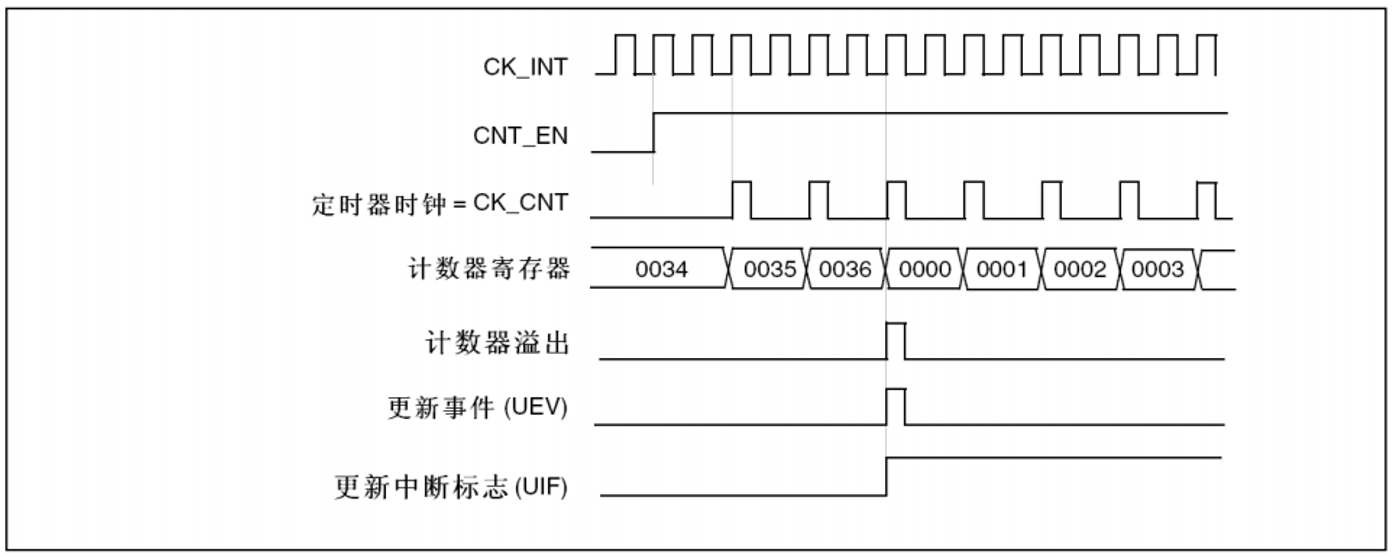 CK_INT
CNT_EN
定时器时钟 = CK_CNT
计数器寄存器 0034 0035 0036 0000 0001 0002 0003
计数器溢出
更新事件 (UEV)
更新中断标志 (UIF)